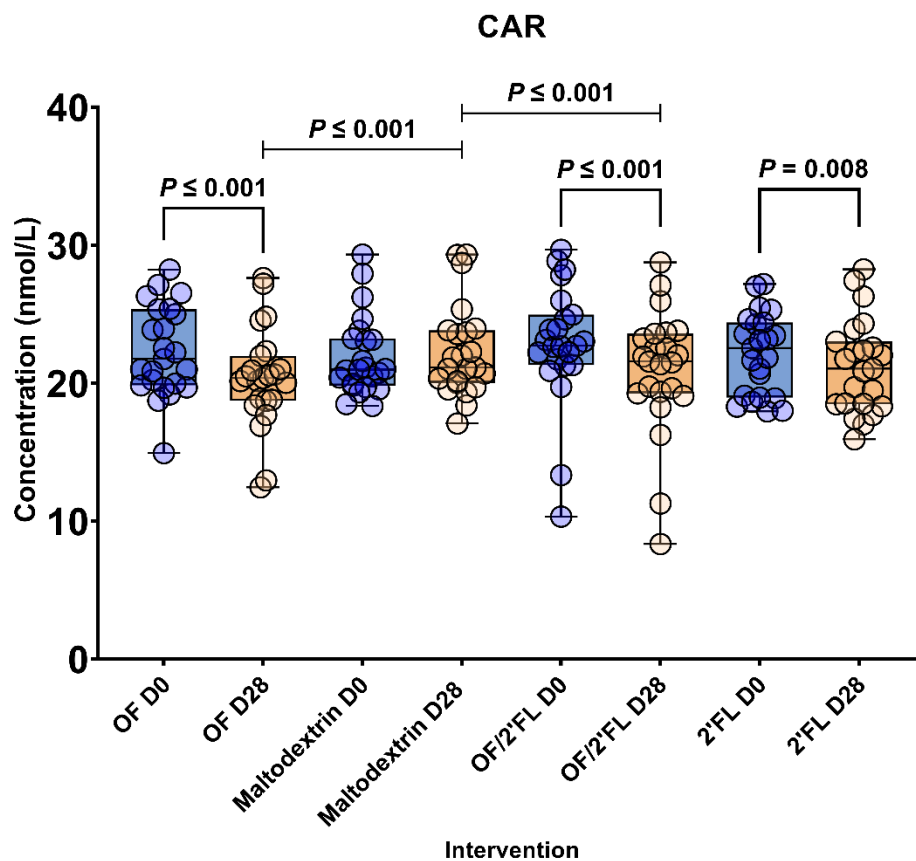 CAR
P ≤ 0.001
P ≤ 0.001
P ≤ 0.001
P ≤ 0.001
P = 0.008
Concentration (nmol/L)
40
30
20
10
0
OF D0
OF D28
Maltodextrin D0
Maltodextrin D28
OF/2'FL D0
OF/2'FL D28
2'FL D0
2'FL D28
Intervention